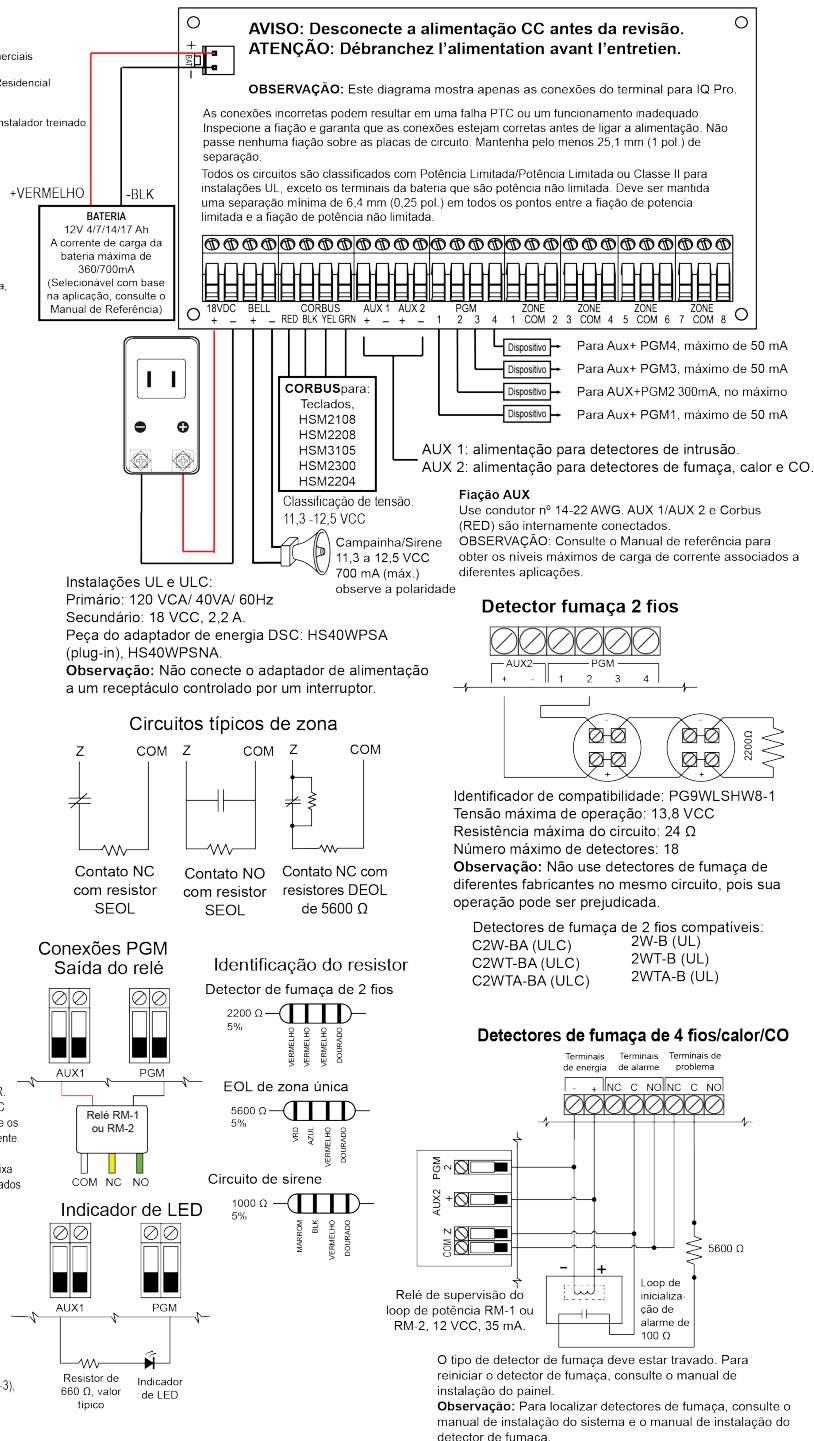 AVISO: Desconecte a alimentação CC antes da revisão.
ATENÇÃO: Débranchez l'alimentation avant l'entretien.
OBSERVAÇÃO: Este diagrama mostra apenas as conexões do terminal para IQ Pro.
As conexões incorretas podem resultar em uma falha PTC ou um funcionamento inadequado.
Inspecione a fiação e garanta que as conexões estejam corretas antes de ligar a alimentação. Não
passe nenhuma fiação sobre as placas de circuito. Mantenha pelo menos 25,1 mm (1 pol.) de
separação.
Todos os circuitos são classificados com Potência Limitada/Potência Limitada ou Classe II para
instalações UL, exceto os terminais da bateria que são potência não limitada. Deve ser mantida
uma separação mínima de 6,4 mm (0,25 pol.) em todos os pontos entre a fiação de potencia
limitada e a fiação de potência não limitada.
erciais
Residencial
nstalador treinado.
+ BAT –
+VERMELHO
-BLK
BATERIA
12V 4/7/14/17 Ah
A corrente de carga da
bateria máxima de
360/700mA
(Selecionável com base
na aplicação, consulte o
Manual de Referência)
a,
18VDC BELL CORBUS AUX 1 AUX 2 PGM ZONE ZONE ZONE ZONE
+ – + – RED BLK YEL GRN + – + – 1 2 3 4 1 COM 2 3 COM 4 5 COM 6 7 COM 8
Dispositivo Para Aux+ PGM4, máximo de 50 mA
Dispositivo Para Aux+ PGM3, máximo de 50 mA
Dispositivo Para AUX+PGM2 300mA, no máximo
Dispositivo Para Aux+ PGM1, máximo de 50 mA
CORBUSpara:
Teclados,
HSM2108
HSM2208
HSM3105
HSM2300
HSM2204
Classificação de tensão:
11,3 -12,5 VCC
AUX 1: alimentação para detectores de intrusão.
AUX 2: alimentação para detectores de fumaça, calor e CO.
Campainha/Sirene
11,3 a 12,5 VCC
700 mA (máx.)
observe a polaridade
Fiação AUX
Use condutor nº 14-22 AWG. AUX 1/AUX 2 e Corbus
(RED) são internamente conectados.
OBSERVAÇÃO: Consulte o Manual de referência para
obter os níveis máximos de carga de corrente associados a
diferentes aplicações.
Instalações UL e ULC:
Primário: 120 VCA/ 40VA/ 60Hz
Secundário: 18 VCC, 2,2 A.
Peça do adaptador de energia DSC: HS40WPSA
(plug-in), HS40WPSNA.
Observação: Não conecte o adaptador de alimentação
a um receptáculo controlado por um interruptor.
Detector fumaça 2 fios
AUX2 PGM
+ - 1 2 3 4
- -
+ +
2200Ω
Identificador de compatibilidade: PG9WLSHW8-1
Tensão máxima de operação: 13,8 VCC
Resistência máxima do circuito: 24 Ω
Número máximo de detectores: 18
Observação: Não use detectores de fumaça de
diferentes fabricantes no mesmo circuito, pois sua
operação pode ser prejudicada.
Detectores de fumaça de 2 fios compatíveis:
C2W-BA (ULC) 2W-B (UL)
C2WT-BA (ULC) 2WT-B (UL)
C2WTA-BA (ULC) 2WTA-B (UL)
Circuitos típicos de zona
Z COM Z COM Z COM
Contato NC
com resistor
SEOL
Contato NO
com resistor
SEOL
Contato NC com
resistores DEOL
de 5600 Ω
Conexões PGM
Saída do relé
AUX1 PGM
Relé RM-1
ou RM-2
COM NC NO
R.
C
e os
ente.
ixa
ados
Indicador de LED
AUX1 PGM
Resistor de
660 Ω, valor
típico
Indicador
de LED
-3),
Identificação do resistor
Detector de fumaça de 2 fios
2200 Ω
5%
VERMELHO
VERMELHO
VERMELHO
DOURADO
EOL de zona única
5600 Ω
5%
VRD
AZUL
VERMELHO
DOURADO
Circuito de sirene
1000 Ω
5%
MARROM
BLK
VERMELHO
DOURADO
Detectores de fumaça de 4 fios/calor/CO
Terminais
de energia
Terminais
de alarme
Terminais de
problema
- + NC C NO NC C NO
PGM
2
AUX2
+
COM Z
5600 Ω
- +
Relé de supervisão do
loop de potência RM-1 ou
RM-2, 12 VCC, 35 mA.
Loop de
inicializa-
ção de
alarme de
100 Ω
O tipo de detector de fumaça deve estar travado. Para
reiniciar o detector de fumaça, consulte o manual de
instalação do painel.
Observação: Para localizar detectores de fumaça, consulte o
manual de instalação do sistema e o manual de instalação do
detector de fumaça.